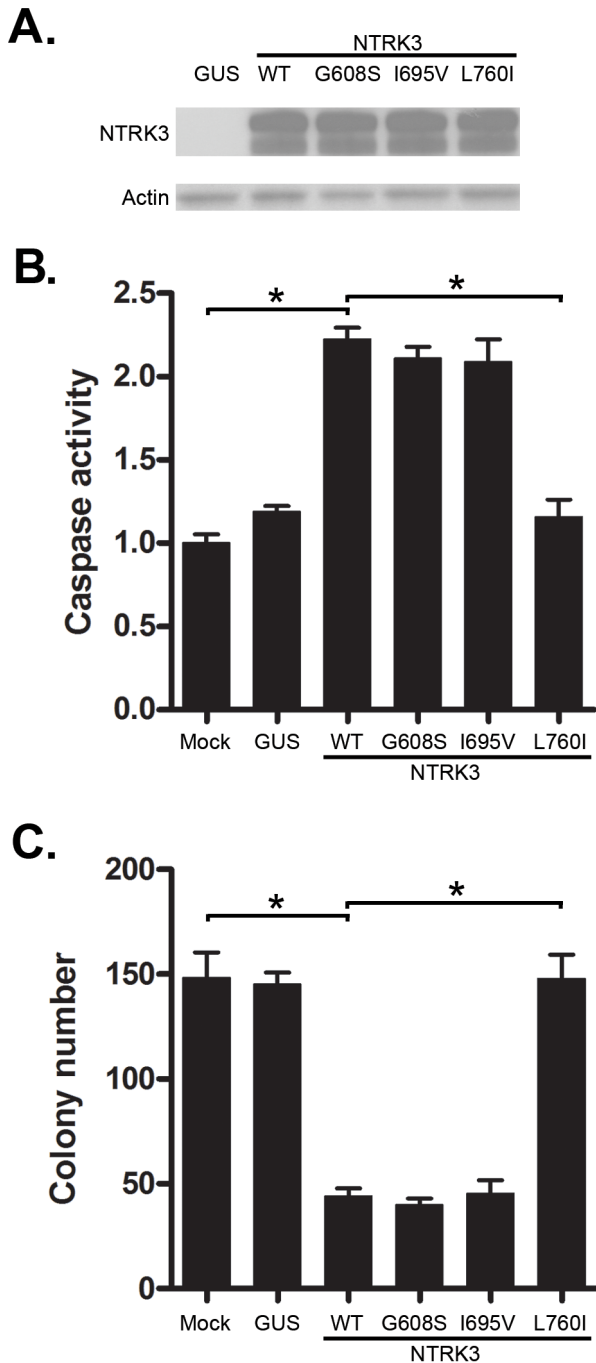 A.
NTRK3
GUS WT G608S I695V L760I
NTRK3
Actin
B.
* *
Caspase activity
2.5
2.0
1.5
1.0
0.5
0.0
Mock GUS WT G608S I695V L760I
NTRK3
C.
* *
Colony number
200
150
100
50
0
Mock GUS WT G608S I695V L760I
NTRK3